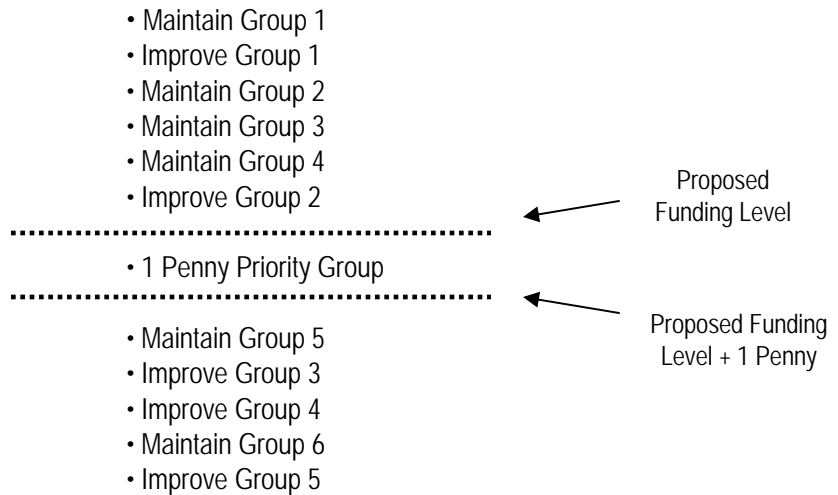 • Maintain Group 1
• Improve Group 1
• Maintain Group 2
• Maintain Group 3
• Maintain Group 4
• Improve Group 2
Proposed
Funding Level
• 1 Penny Priority Group
Proposed Funding
Level + 1 Penny
• Maintain Group 5
• Improve Group 3
• Improve Group 4
• Maintain Group 6
• Improve Group 5